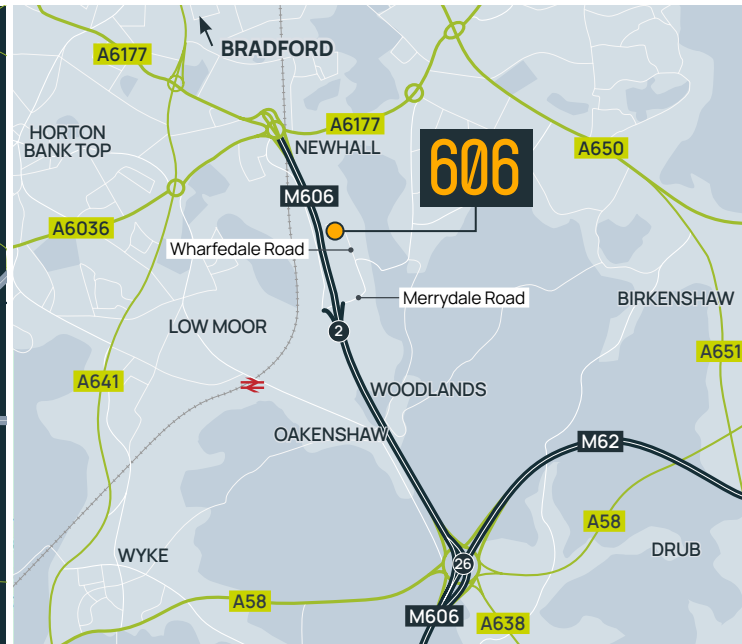 BRADFORD
A6177
A6177
HORTON
BANK TOP
NEWHALL
606
A650
M606
A6036
Wharfedale Road
Merrydale Road
BIRKENSHAW
LOW MOOR
2
A651
A641
WOODLANDS
OAKENSHAW
M62
A58
WYKE
DRUB
26
A58
M606
A638